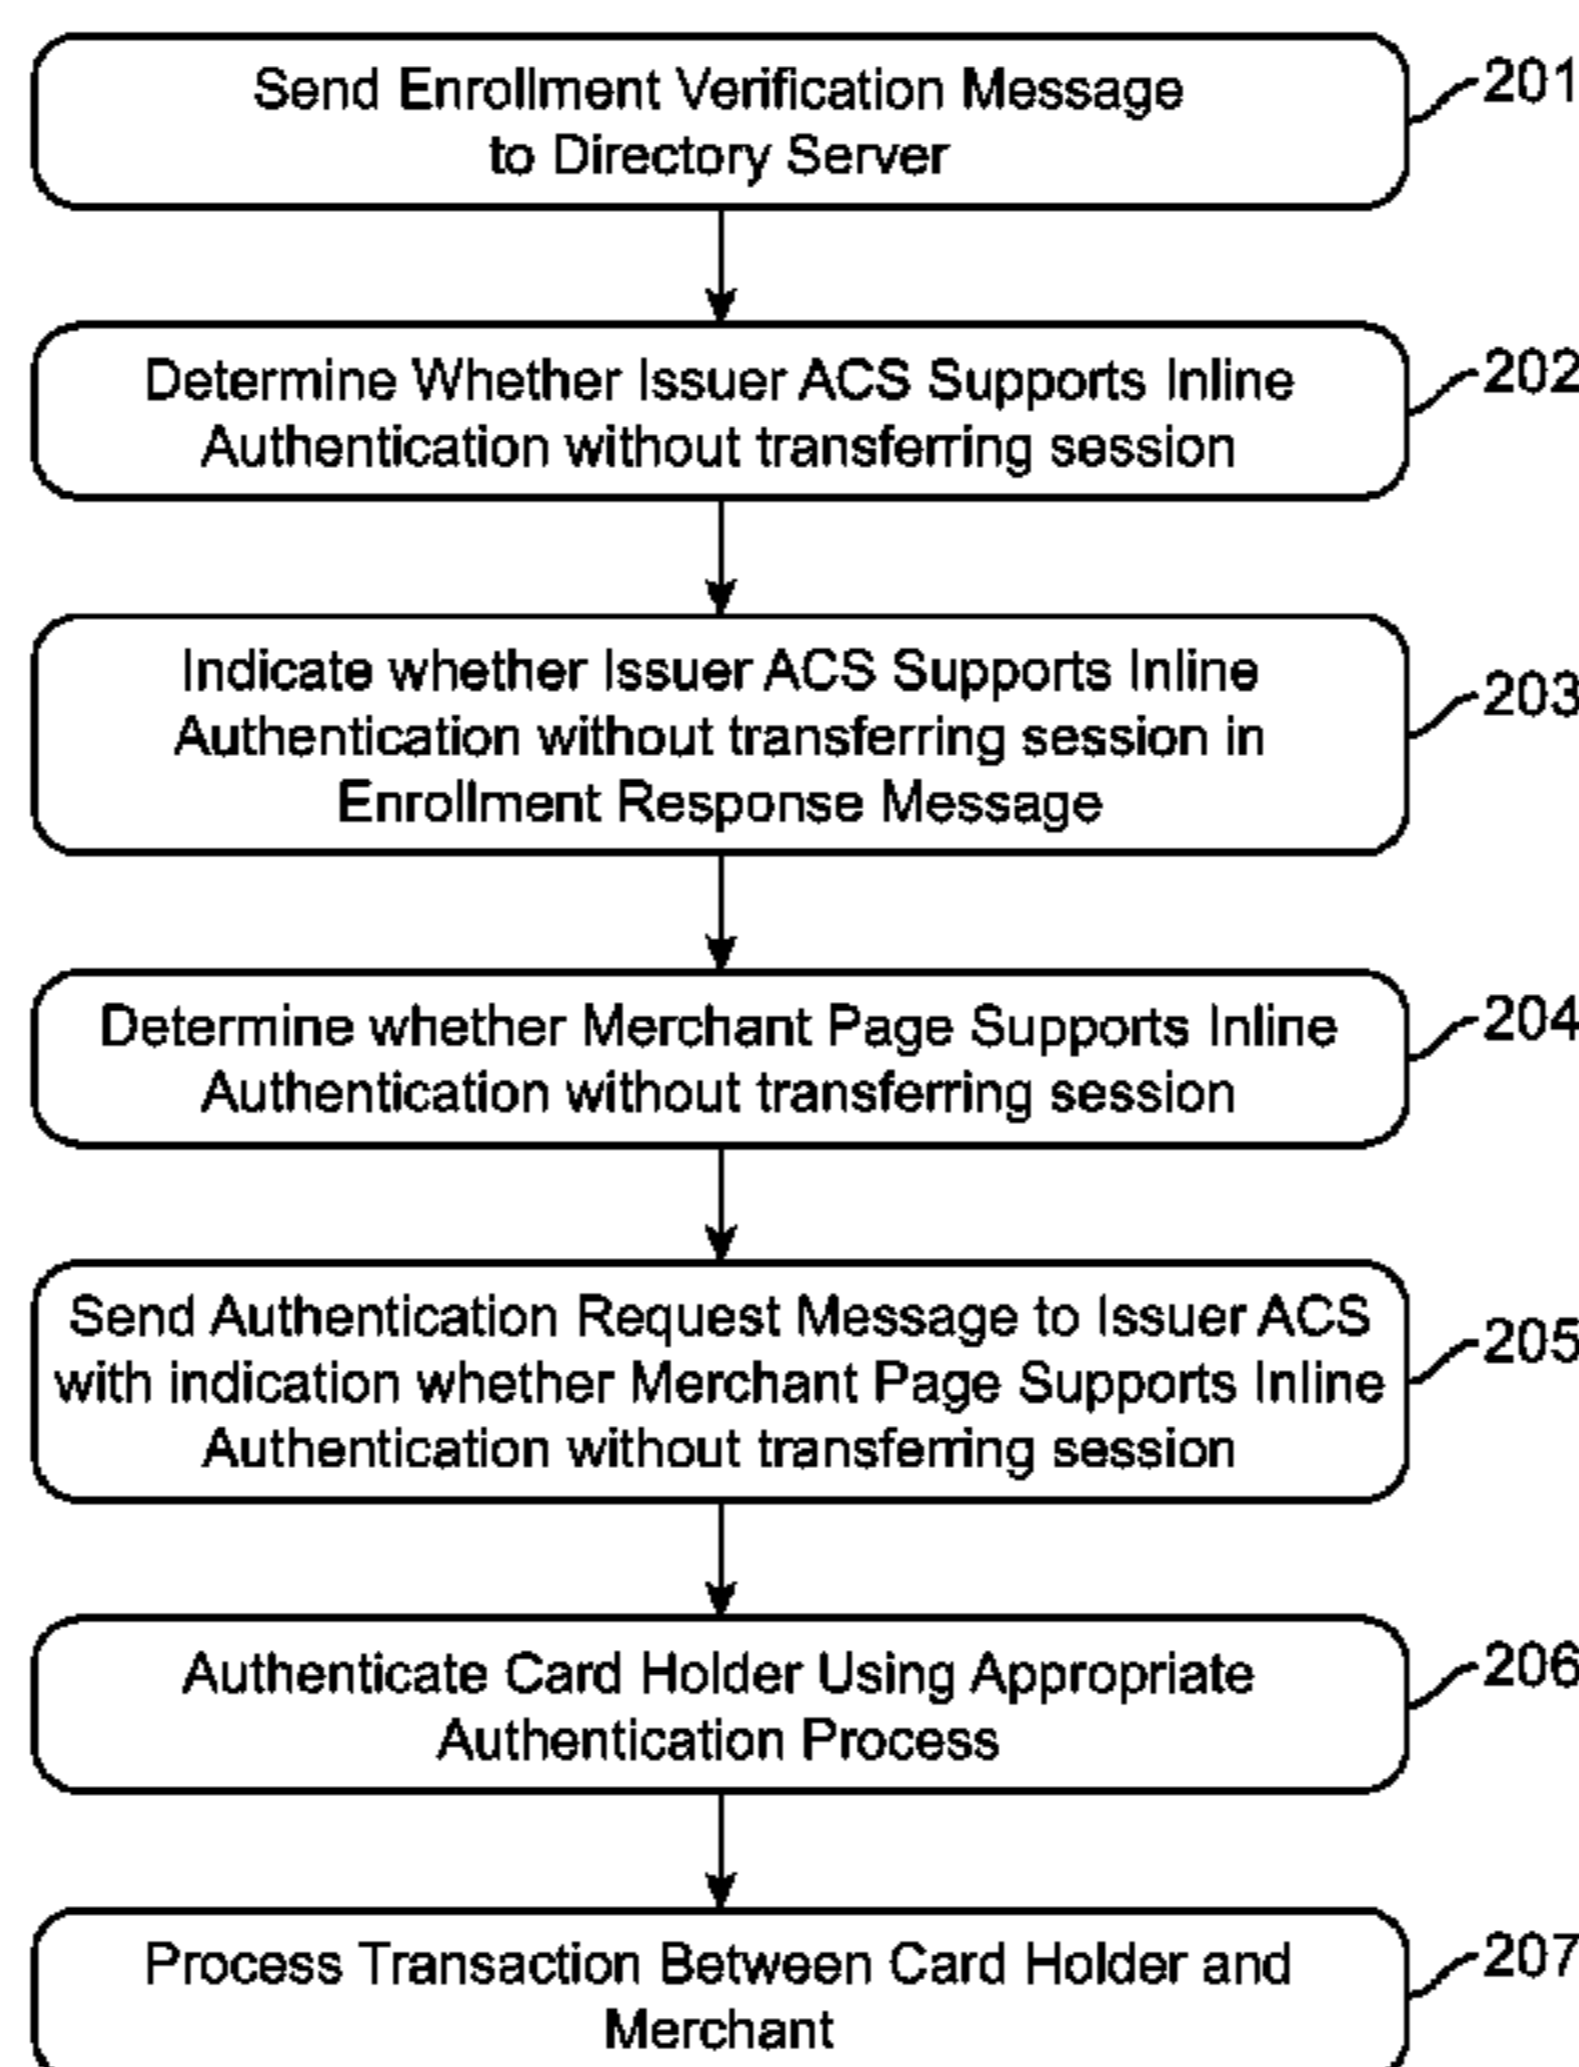 Send Enrollment Verification Message
to Directory Server
201
Determine Whether Issuer ACS Supports Inline
Authentication without transferring session
202
Indicate whether Issuer ACS Supports Inline
Authentication without transferring session in
Enrollment Response Message
203
Determine whether Merchant Page Supports Inline
Authentication without transferring session
204
Send Authentication Request Message to Issuer ACS
with indication whether Merchant Page Supports Inline
Authentication without transferring session
205
Authenticate Card Holder Using Appropriate
Authentication Process
206
Process Transaction Between Card Holder and
Merchant
207